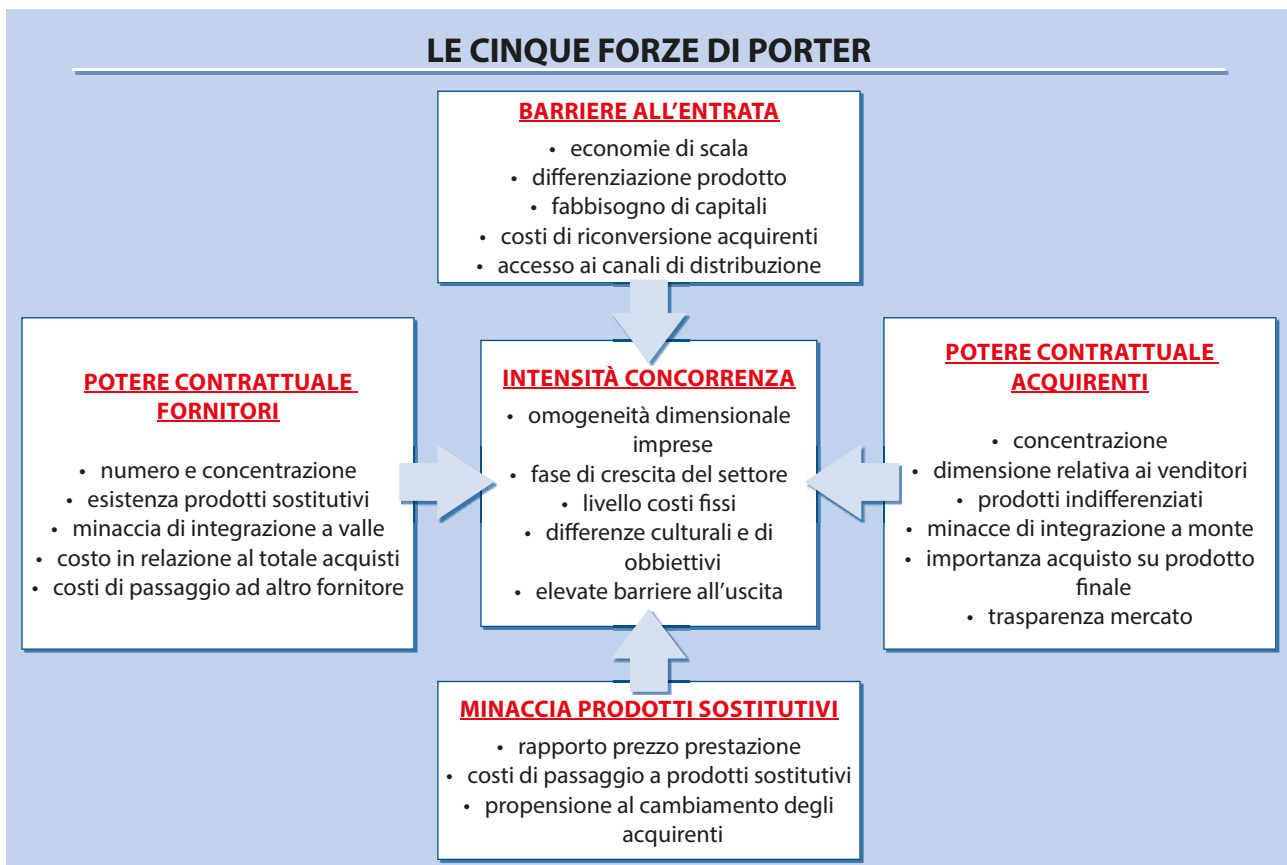 LE CINQUE FORZE DI PORTER
BARRIERE ALL'ENTRATA
• economie di scala
• differenziazione prodotto
• fabbisogno di capitali
• costi di riconversione acquirenti
• accesso ai canali di distribuzione
POTERE CONTRATTUALE
FORNITORI
• numero e concentrazione
• esistenza prodotti sostitutivi
• minaccia di integrazione a valle
• costo in relazione al totale acquisti
• costi di passaggio ad altro fornitore
INTENSITÀ CONCORRENZA
• omogeneità dimensionale
imprese
• fase di crescita del settore
• livello costi fissi
• differenze culturali e di
obbiettivi
• elevate barriere all'uscita
POTERE CONTRATTUALE
ACQUIRENTI
• concentrazione
• dimensione relativa ai venditori
• prodotti indifferenziati
• minacce di integrazione a monte
• importanza acquisto su prodotto
finale
• trasparenza mercato
MINACCIA PRODOTTI SOSTITUTIVI
• rapporto prezzo prestazione
• costi di passaggio a prodotti sostitutivi
• propensione al cambiamento degli
acquirenti